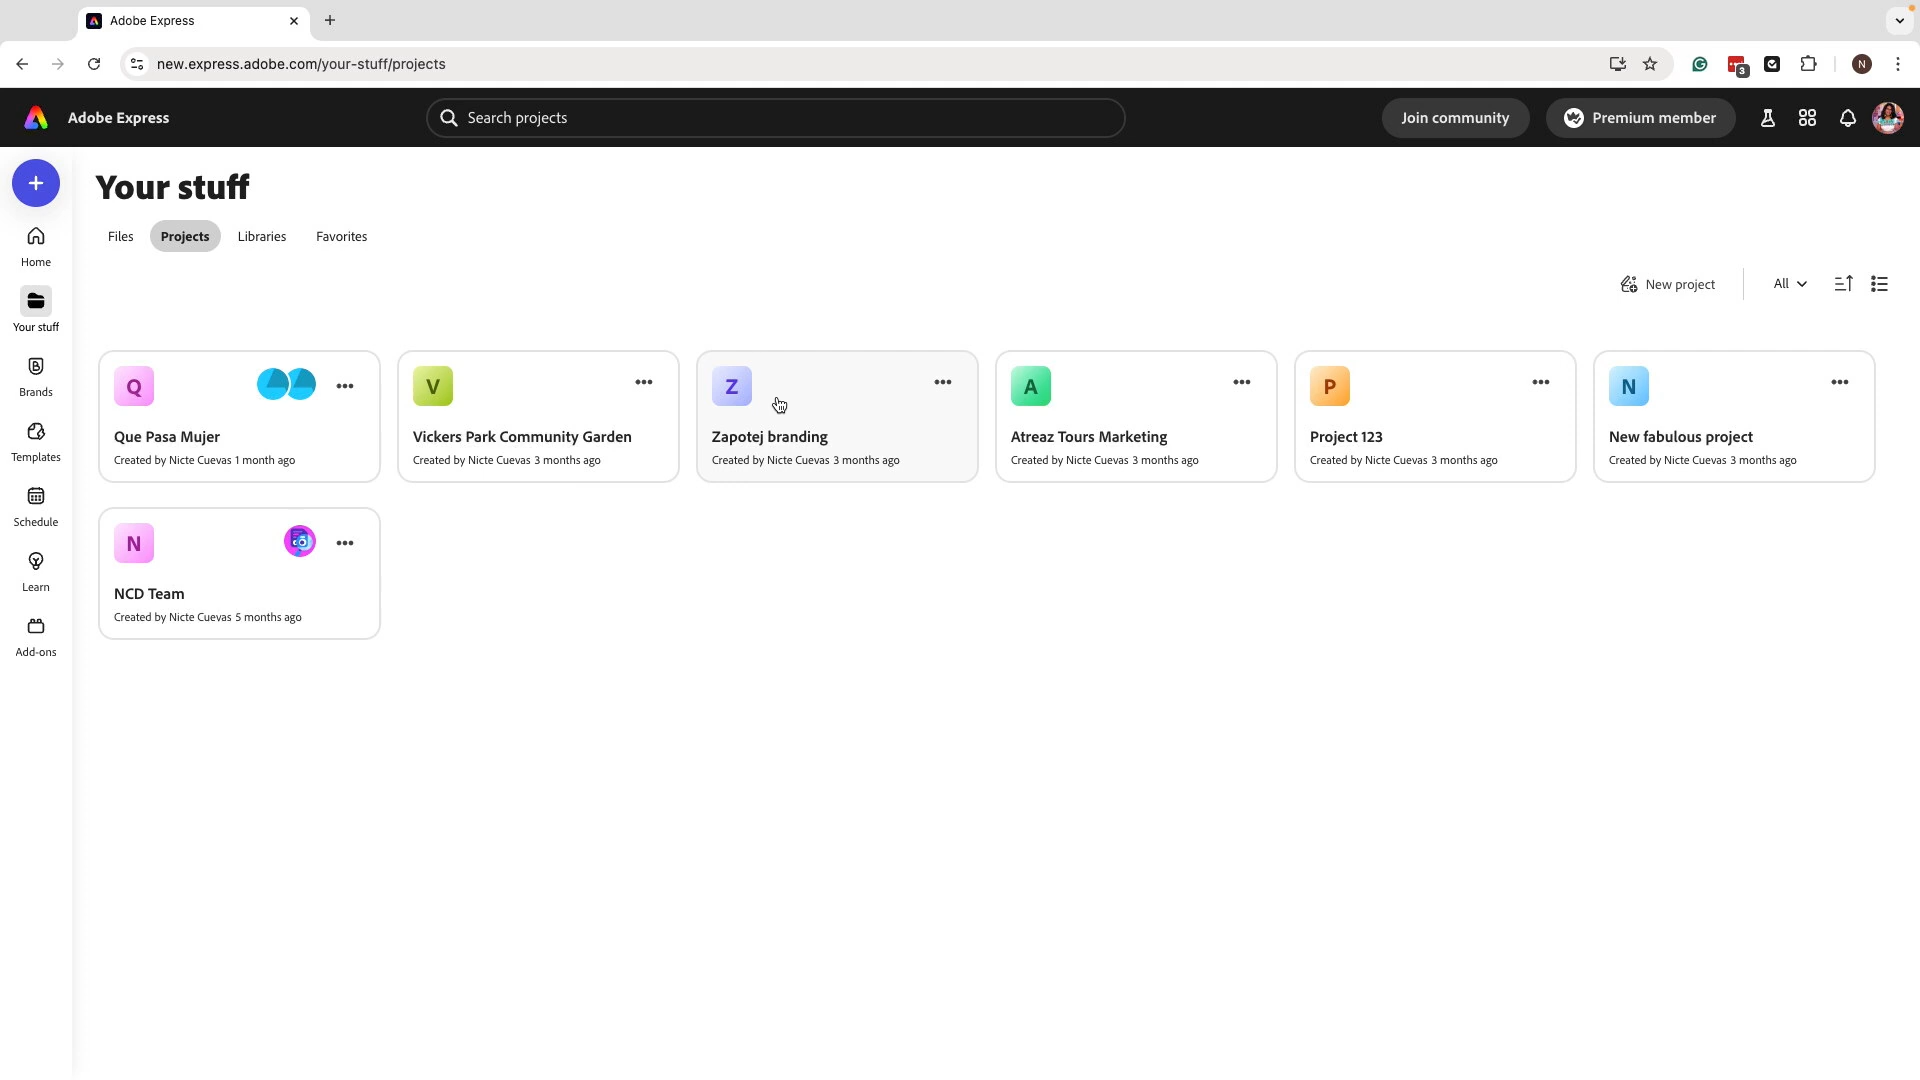 Adobe Express
new.express.adobe.com/your-stuff/projects
3
N
Adobe Express
Search projects
Join community
Premium member
Your stuff
Files
Projects
Libraries
Favorites
Home
Your stuff
Brands
Templates
Schedule
Learn
Add-ons
New project
All
Q
Que Pasa Mujer
Created by Nicte Cuevas 1 month ago
V
Vickers Park Community Garden
Created by Nicte Cuevas 3 months ago
Z
Zapotej branding
Created by Nicte Cuevas 3 months ago
A
Atreaz Tours Marketing
Created by Nicte Cuevas 3 months ago
P
Project 123
Created by Nicte Cuevas 3 months ago
N
New fabulous project
Created by Nicte Cuevas 3 months ago
N
NCD Team
Created by Nicte Cuevas 5 months ago